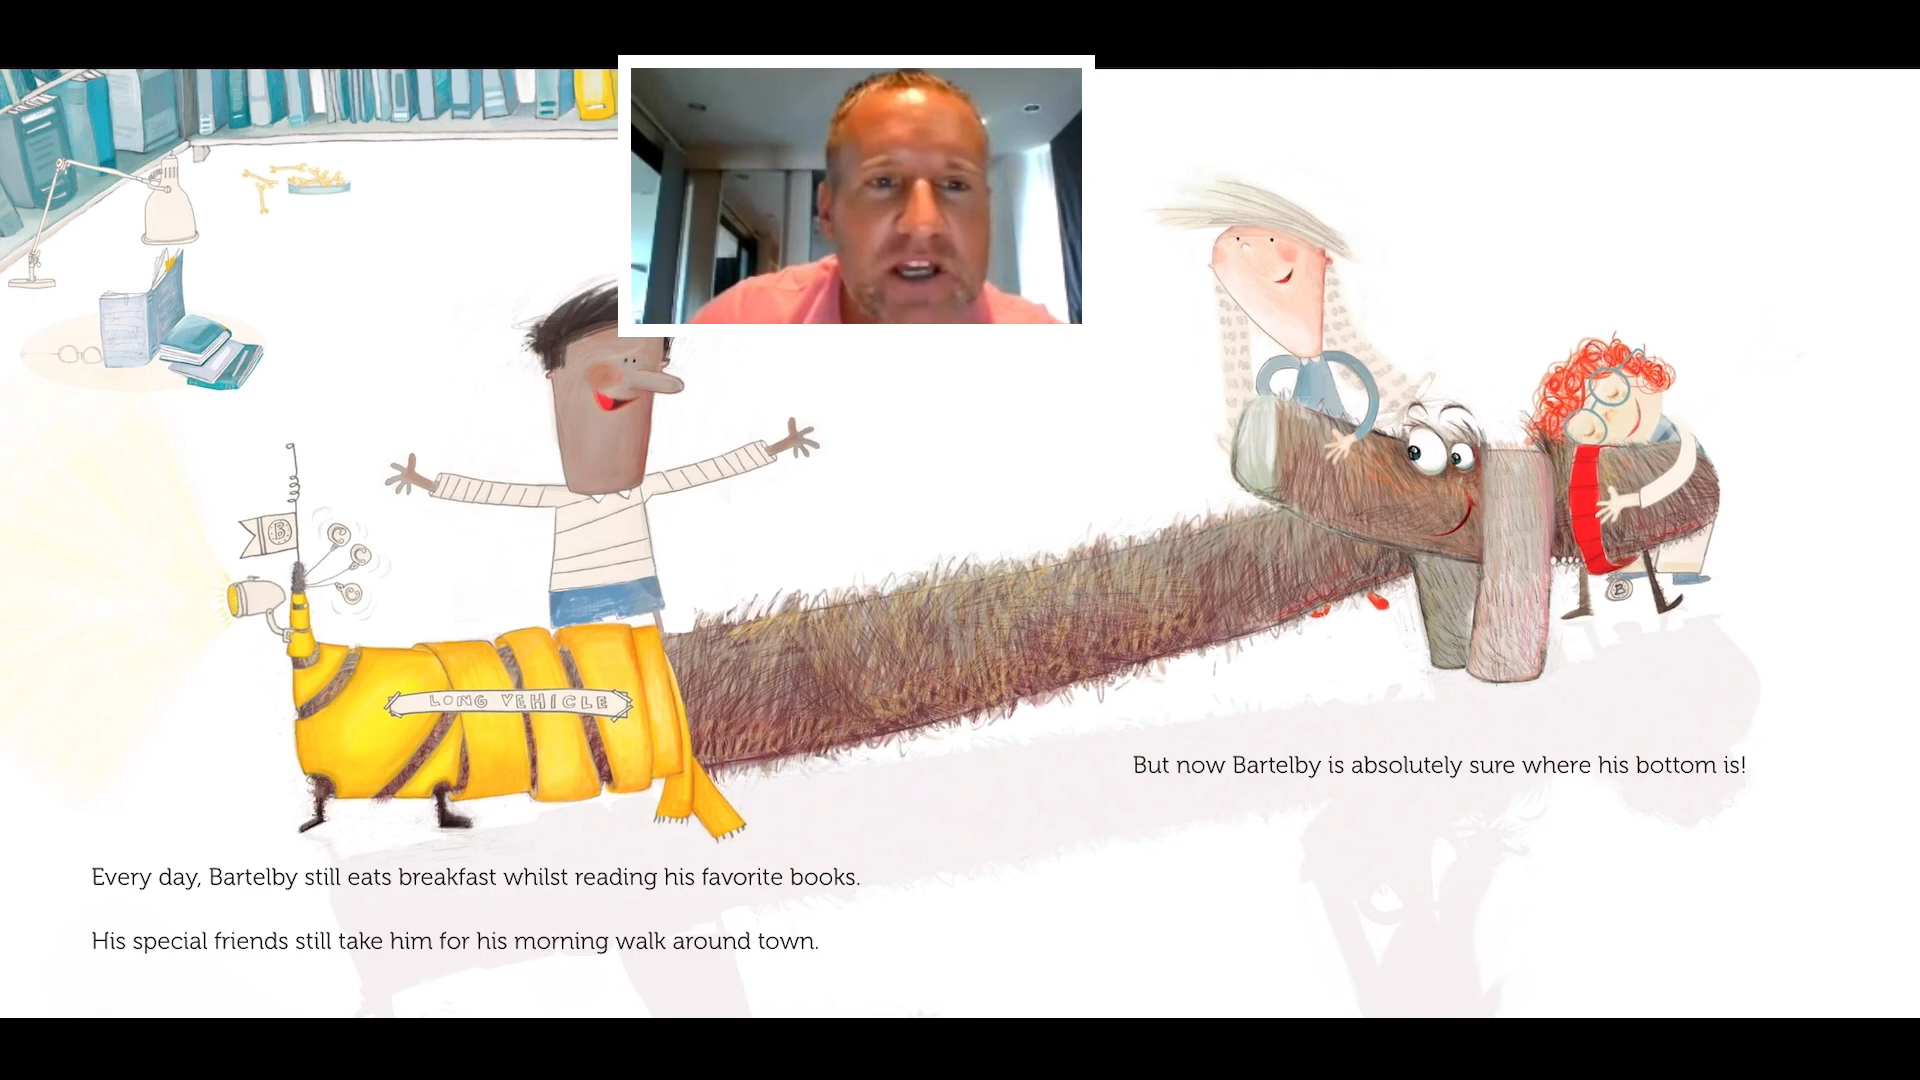 B
C
C
C
LONG VEHICLE
B
But now Bartelby is absolutely sure where his bottom is!
Every day, Bartelby still eats breakfast whilst reading his favorite books.
His special friends still take him for his morning walk around town.